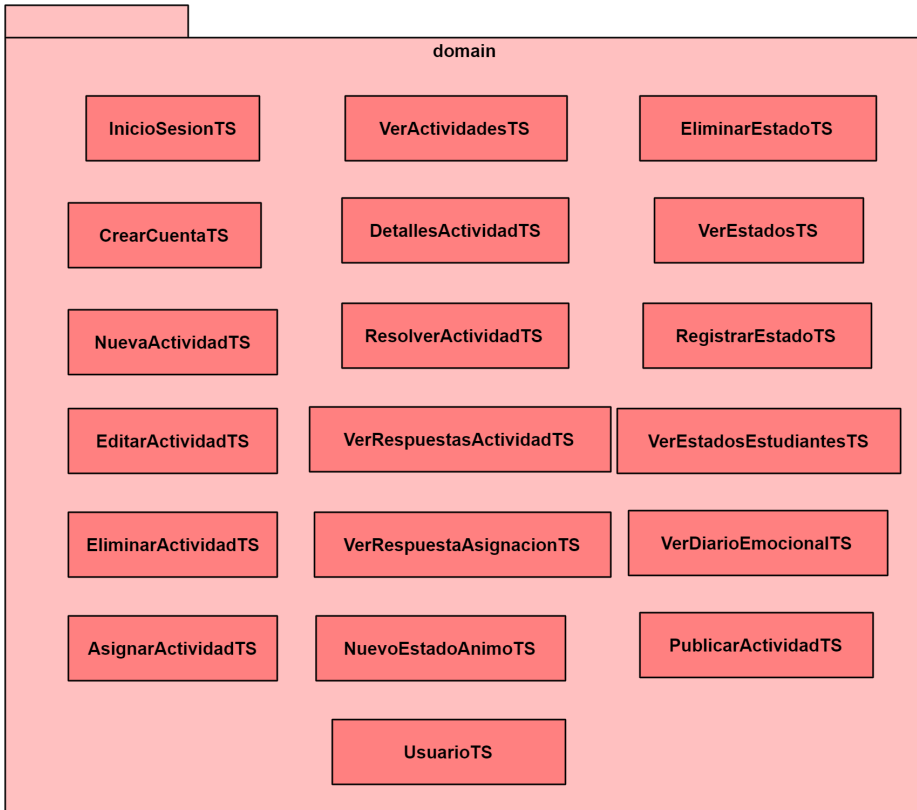 domain
InicioSesionTS
VerActividadesTS
EliminarEstadoTS
CrearCuentaTS
DetallesActividadTS
VerEstadosTS
NuevaActividadTS
ResolverActividadTS
RegistrarEstadoTS
EditarActividadTS
VerRespuestasActividadTS
VerEstadosEstudiantesTS
EliminarActividadTS
VerRespuestaAsignacionTS
VerDiarioEmocionalTS
AsignarActividadTS
NuevoEstadoAnimoTS
PublicarActividadTS
UsuarioTS